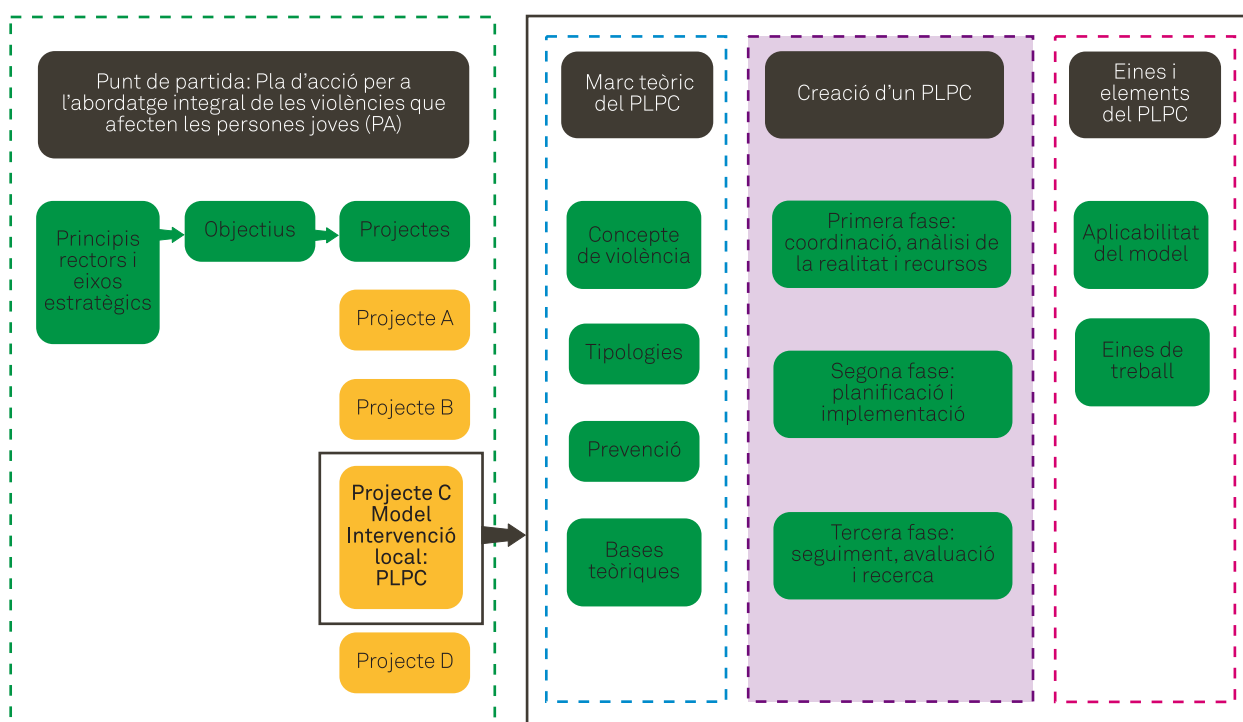 Punt de partida: Pla d'acció per a
l'abordatge integral de les violències que
afecten les persones joves (PA)
Principis
rectors i
eixos
estratègics
Objectius
Projectes
Projecte A
Projecte B
Projecte C
Model
Intervenció
local:
PLPC
Projecte D
Marc teòric
del PLPC
Concepte
de violència
Tipologies
Prevenció
Bases
teòriques
Creació d'un PLPC
Primera fase:
coordinació, anàlisi de
la realitat i recursos
Segona fase:
planificació i
implementació
Tercera fase:
seguiment, avaluació
i recerca
Eines i
elements
del PLPC
Aplicabilitat
del model
Eines de
treball